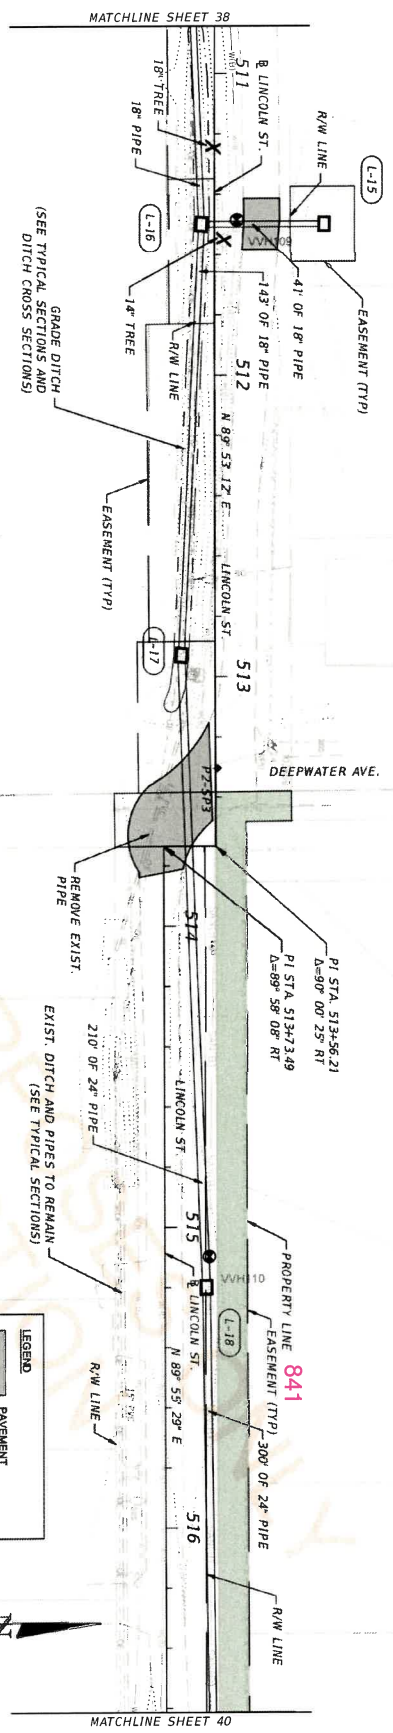 MATCHLINE SHEET 38
511
18" TREE
18" PIPE
B LINCOLN ST.
R/W LINE
L-15
L-16
VVH109
EASEMENT (TYP)
41' OF 18" PIPE
143' OF 18" PIPE
14" TREE
R/W LINE
512
GRADE DITCH
(SEE TYPICAL SECTIONS AND
DITCH CROSS SECTIONS)
N 89° 53' 12" E
EASEMENT (TYP)
LINCOLN ST
L-17
513
DEEPWATER AVE.
P2-SP3
REMOVE EXIST.
PIPE
514
PI STA. 513+56.21
Δ=90° 00' 25" RT
PI STA. 513+73.49
Δ=89° 58' 08" RT
EXIST. DITCH AND PIPES TO REMAIN
(SEE TYPICAL SECTIONS)
210' OF 24" PIPE
LINCOLN ST.
515
VVH110
L-18
PROPERTY LINE
EASEMENT (TYP)
841
B LINCOLN ST.
N 89° 55' 29" E
300' OF 24" PIPE
R/W LINE
516
R/W LINE
LEGEND
PAVEMENT
N
MATCHLINE SHEET 40